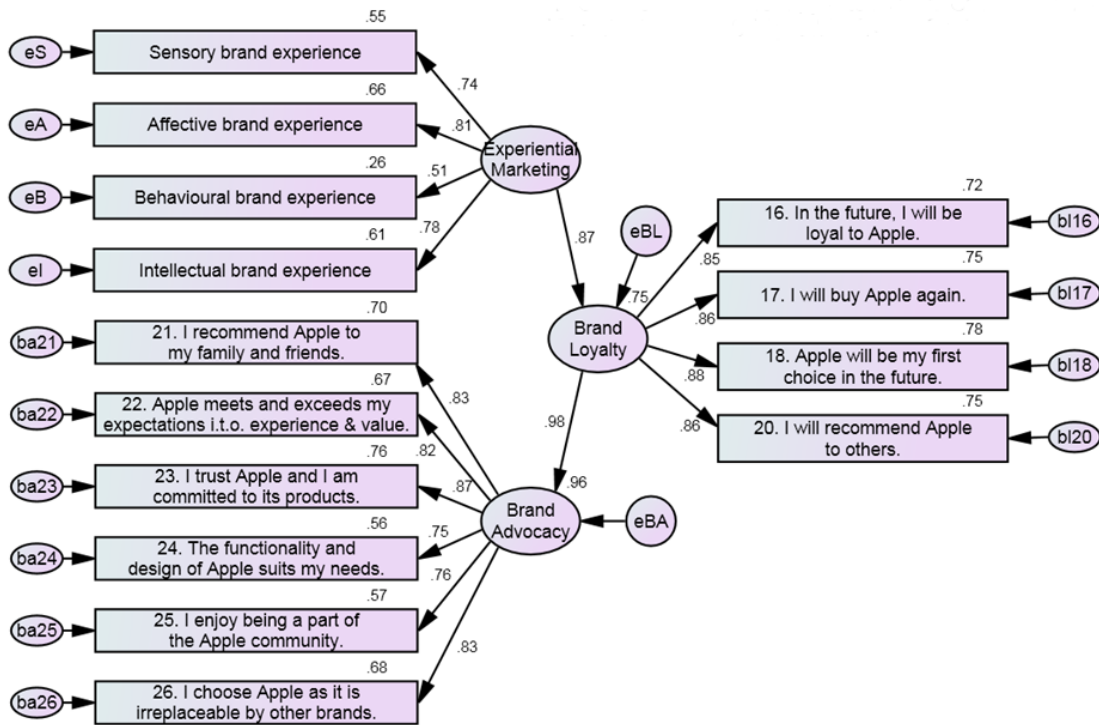 .55
eS
Sensory brand experience
.74
.66
eA
Affective brand experience
.81
Experiential
Marketing
.26
.51
eB
Behavioural brand experience
.78
.61
eI
Intellectual brand experience
.87
eBL
.75
Brand
Loyalty
.72
16. In the future, I will be
loyal to Apple.
bl16
.85
.75
17. I will buy Apple again.
bl17
.86
.78
18. Apple will be my first
choice in the future.
bl18
.88
.75
20. I will recommend Apple
to others.
bl20
.86
.70
ba21
21. I recommend Apple to
my family and friends.
.83
.67
ba22
22. Apple meets and exceeds my
expectations i.t.o. experience & value.
.82
.98
.76
ba23
23. I trust Apple and I am
committed to its products.
.87
.96
Brand
Advocacy
eBA
.56
ba24
24. The functionality and
design of Apple suits my needs.
.75
.57
ba25
25. I enjoy being a part of
the Apple community.
.76
.68
ba26
26. I choose Apple as it is
irreplaceable by other brands.
.83